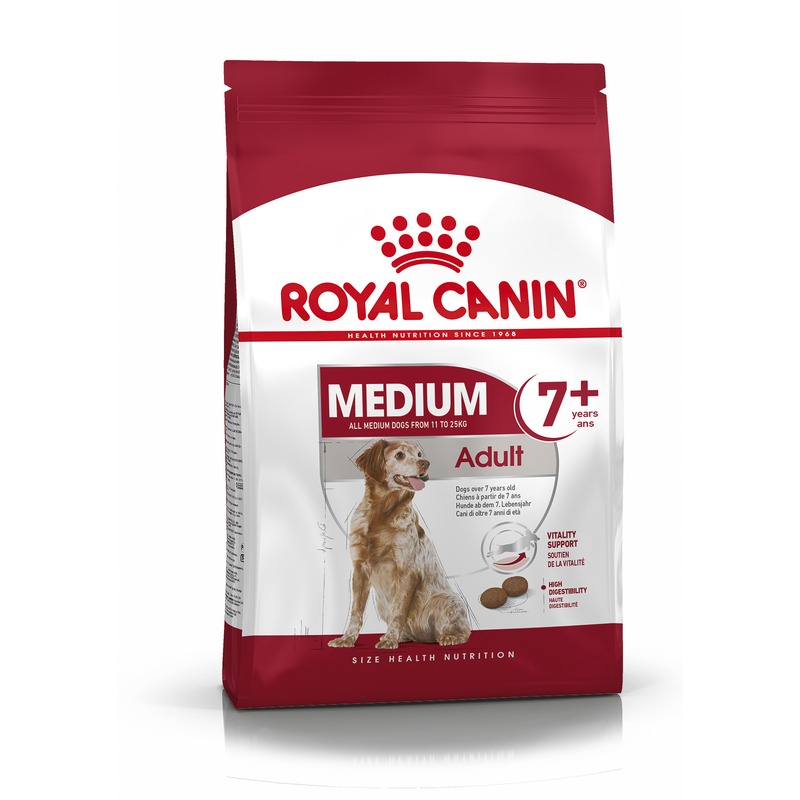 ROYAL CANIN®
HEALTH NUTRITION SINCE 1968
MEDIUM
ALL MEDIUM DOGS FROM 11 TO 25KG
7+
years
ans
Adult
Dogs over 7 years old
Chiens à partir de 7 ans
Hunde ab dem 7. Lebensjahr
Cani di oltre 7 anni di età
VITALITY
SUPPORT
SOUTIEN
DE LA VITALITÉ
HIGH
DIGESTIBILITY
HAUTE
DIGESTIBILITÉ
SIZE HEALTH NUTRITION